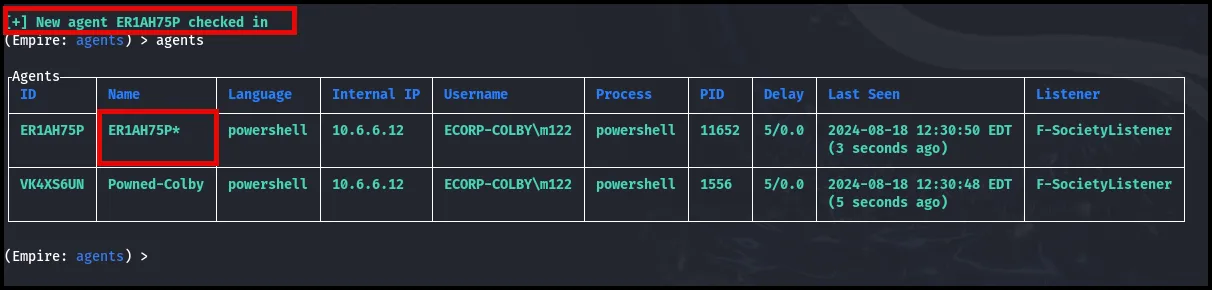 [+] New agent ER1AH75P checked in
(Empire: agents) > agents
Agents
ID Name Language Internal IP Username Process PID Delay Last Seen Listener
ER1AH75P ER1AH75P* powershell 10.6.6.12 ECORP-COLBY\m122 powershell 11652 5/0.0 2024-08-18 12:30:50 EDT F-SocietyListener
(3 seconds ago)
VK4XS6UN Powned-Colby powershell 10.6.6.12 ECORP-COLBY\m122 powershell 1556 5/0.0 2024-08-18 12:30:48 EDT F-SocietyListener
(5 seconds ago)
(Empire: agents) >